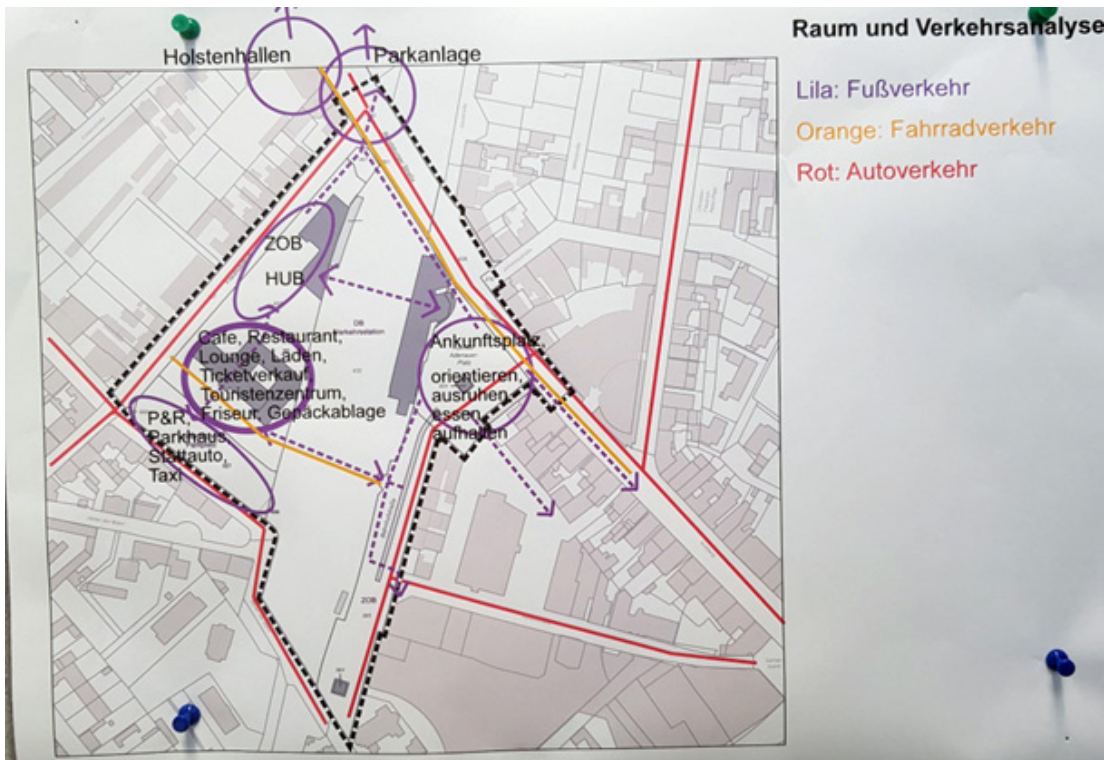 Raum und Verkehrsanalyse
Holstenhallen
Parkanlage
Lila: Fußverkehr
Orange: Fahrradverkehr
Rot: Autoverkehr
ZOB
HUB
Cafe, Restaurant,
Lounge, Läden,
Ticketverkauf,
Touristenzentrum,
Friseur, Gepäckablage
Ankunftsplatz
orientieren,
ausruhen,
essen,
aufhalten
P&R,
Parkhaus,
Stattauto,
Taxi
ZOB